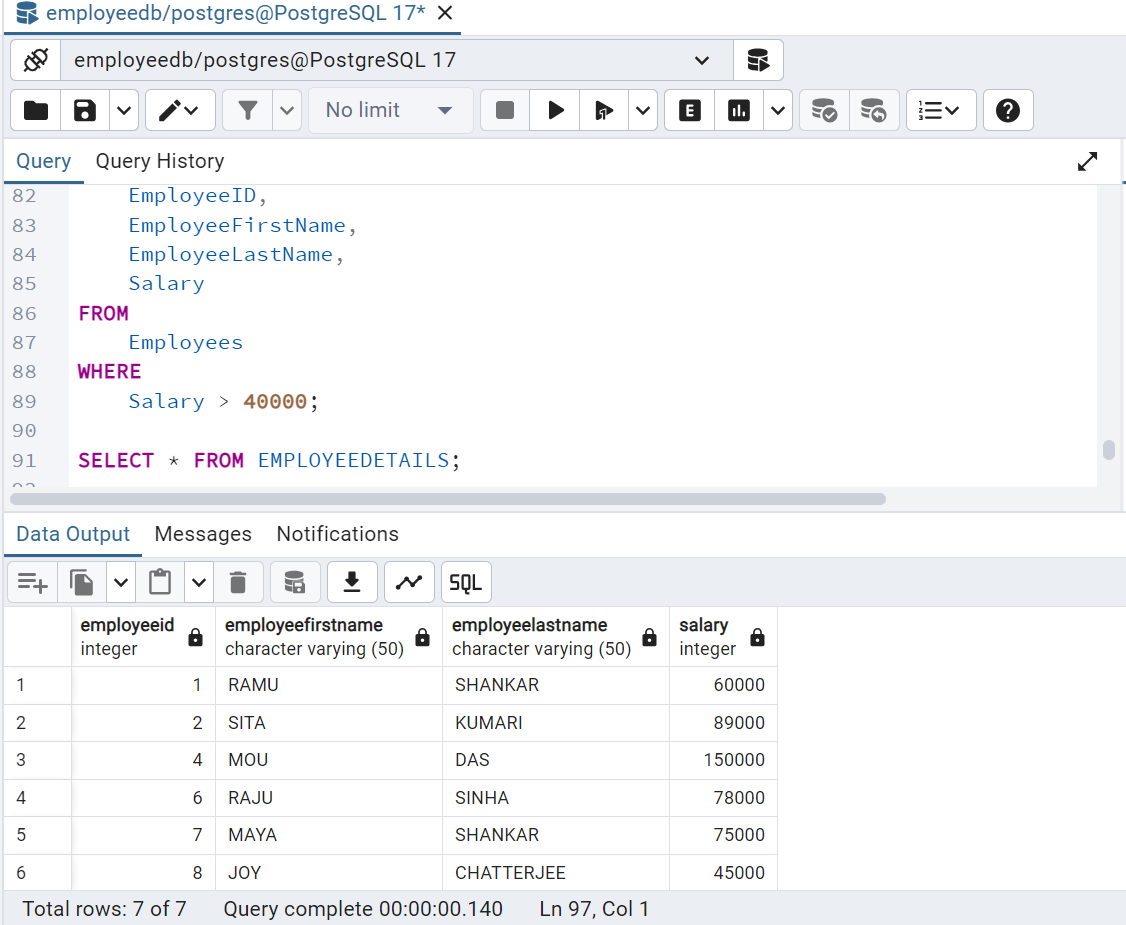 employeedb/postgres@PostgreSQL 17*
employeedb/postgres@PostgreSQL 17
No limit
Query Query History
82 EmployeeID,
83 EmployeeFirstName,
84 EmployeeLastName,
85 Salary
86 FROM
87 Employees
88 WHERE
89 Salary > 40000;
90
91 SELECT * FROM EMPLOYEEDETAILS;
Data Output Messages Notifications
SQL
employeeid employeefirstname employeelastname salary
integer character varying (50) character varying (50) integer
1 1 RAMU SHANKAR 60000
2 2 SITA KUMARI 89000
3 4 MOU DAS 150000
4 6 RAJU SINHA 78000
5 7 MAYA SHANKAR 75000
6 8 JOY CHATTERJEE 45000
Total rows: 7 of 7 Query complete 00:00:00.140 Ln 97, Col 1